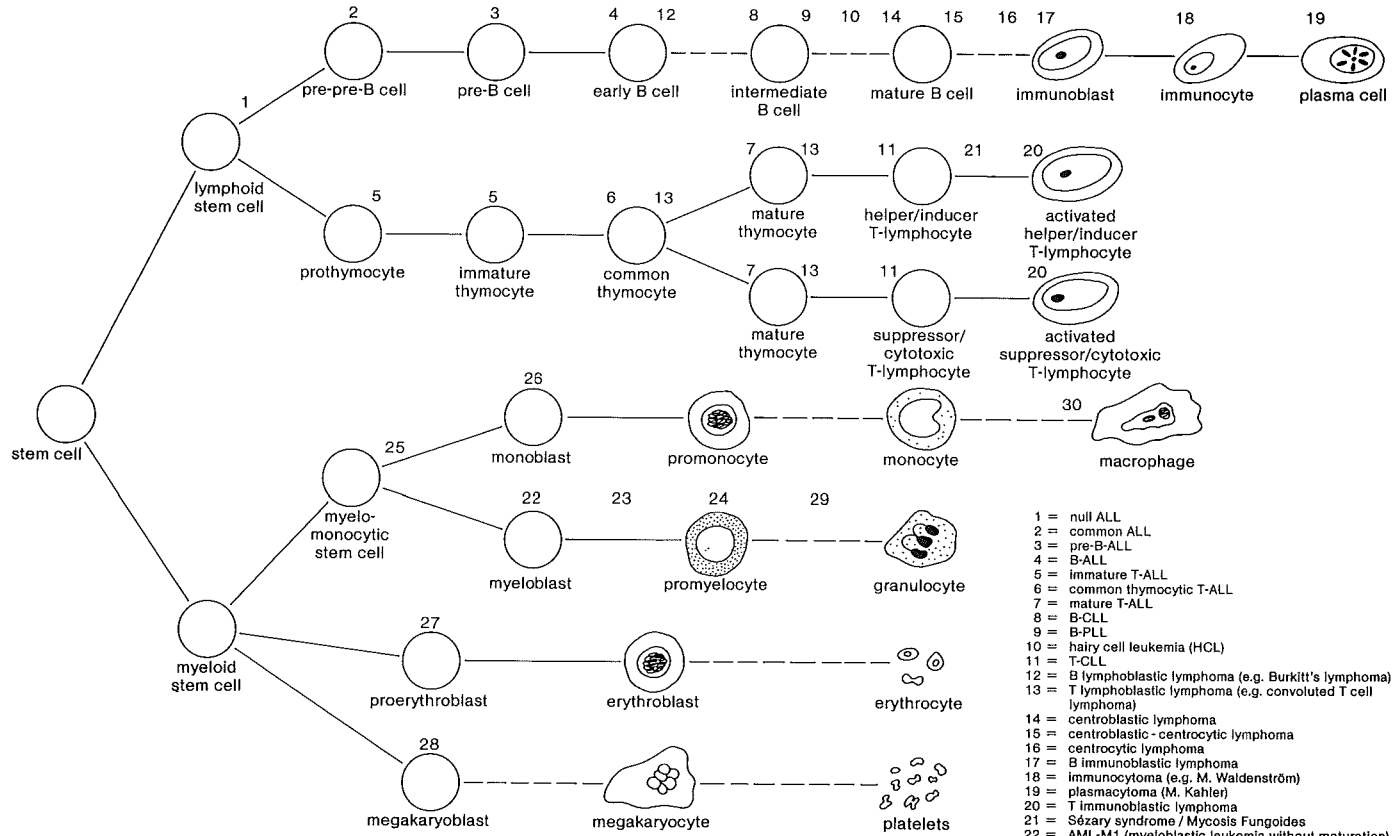 2 3 4 12 8 9 10 14 15 16 17 18 19
pre-pre-B cell pre-B cell early B cell intermediate B cell mature B cell immunoblast immunocyte plasma cell
1
lymphoid
stem cell
5 5 6 13
prothymocyte immature thymocyte common thymocyte
7 13 11 21 20
mature thymocyte helper/inducer T-lymphocyte activated helper/inducer T-lymphocyte
7 13 11 20
mature thymocyte suppressor/ cytotoxic T-lymphocyte activated suppressor/cytotoxic T-lymphocyte
stem cell
26 30
monoblast promonocyte monocyte macrophage
25
myelo-
monocytic
stem cell
22 23 24 29
myeloblast promyelocyte granulocyte
myeloid
stem cell
27
proerythroblast erythroblast erythrocyte
28
megakaryoblast megakaryocyte platelets
1 = null ALL
2 = common ALL
3 = pre-B-ALL
4 = B-ALL
5 = immature T-ALL
6 = common thymocytic T-ALL
7 = mature T-ALL
8 = B-CLL
9 = B-PLL
10 = hairy cell leukemia (HCL)
11 = T-CLL
12 = B lymphoblastic lymphoma (e.g. Burkitt's lymphoma)
13 = T lymphoblastic lymphoma (e.g. convoluted T cell
lymphoma)
14 = centroblastic lymphoma
15 = centroblastic-centrocytic lymphoma
16 = centrocytic lymphoma
17 = B immunoblastic lymphoma
18 = immunocytoma (e.g. M. Waldenström)
19 = plasmacytoma (M. Kahler)
20 = T immunoblastic lymphoma
21 = Sézary syndrome / Mycosis Fungoides
22 = AML-M1 (myeloblastic leukemia without maturation)